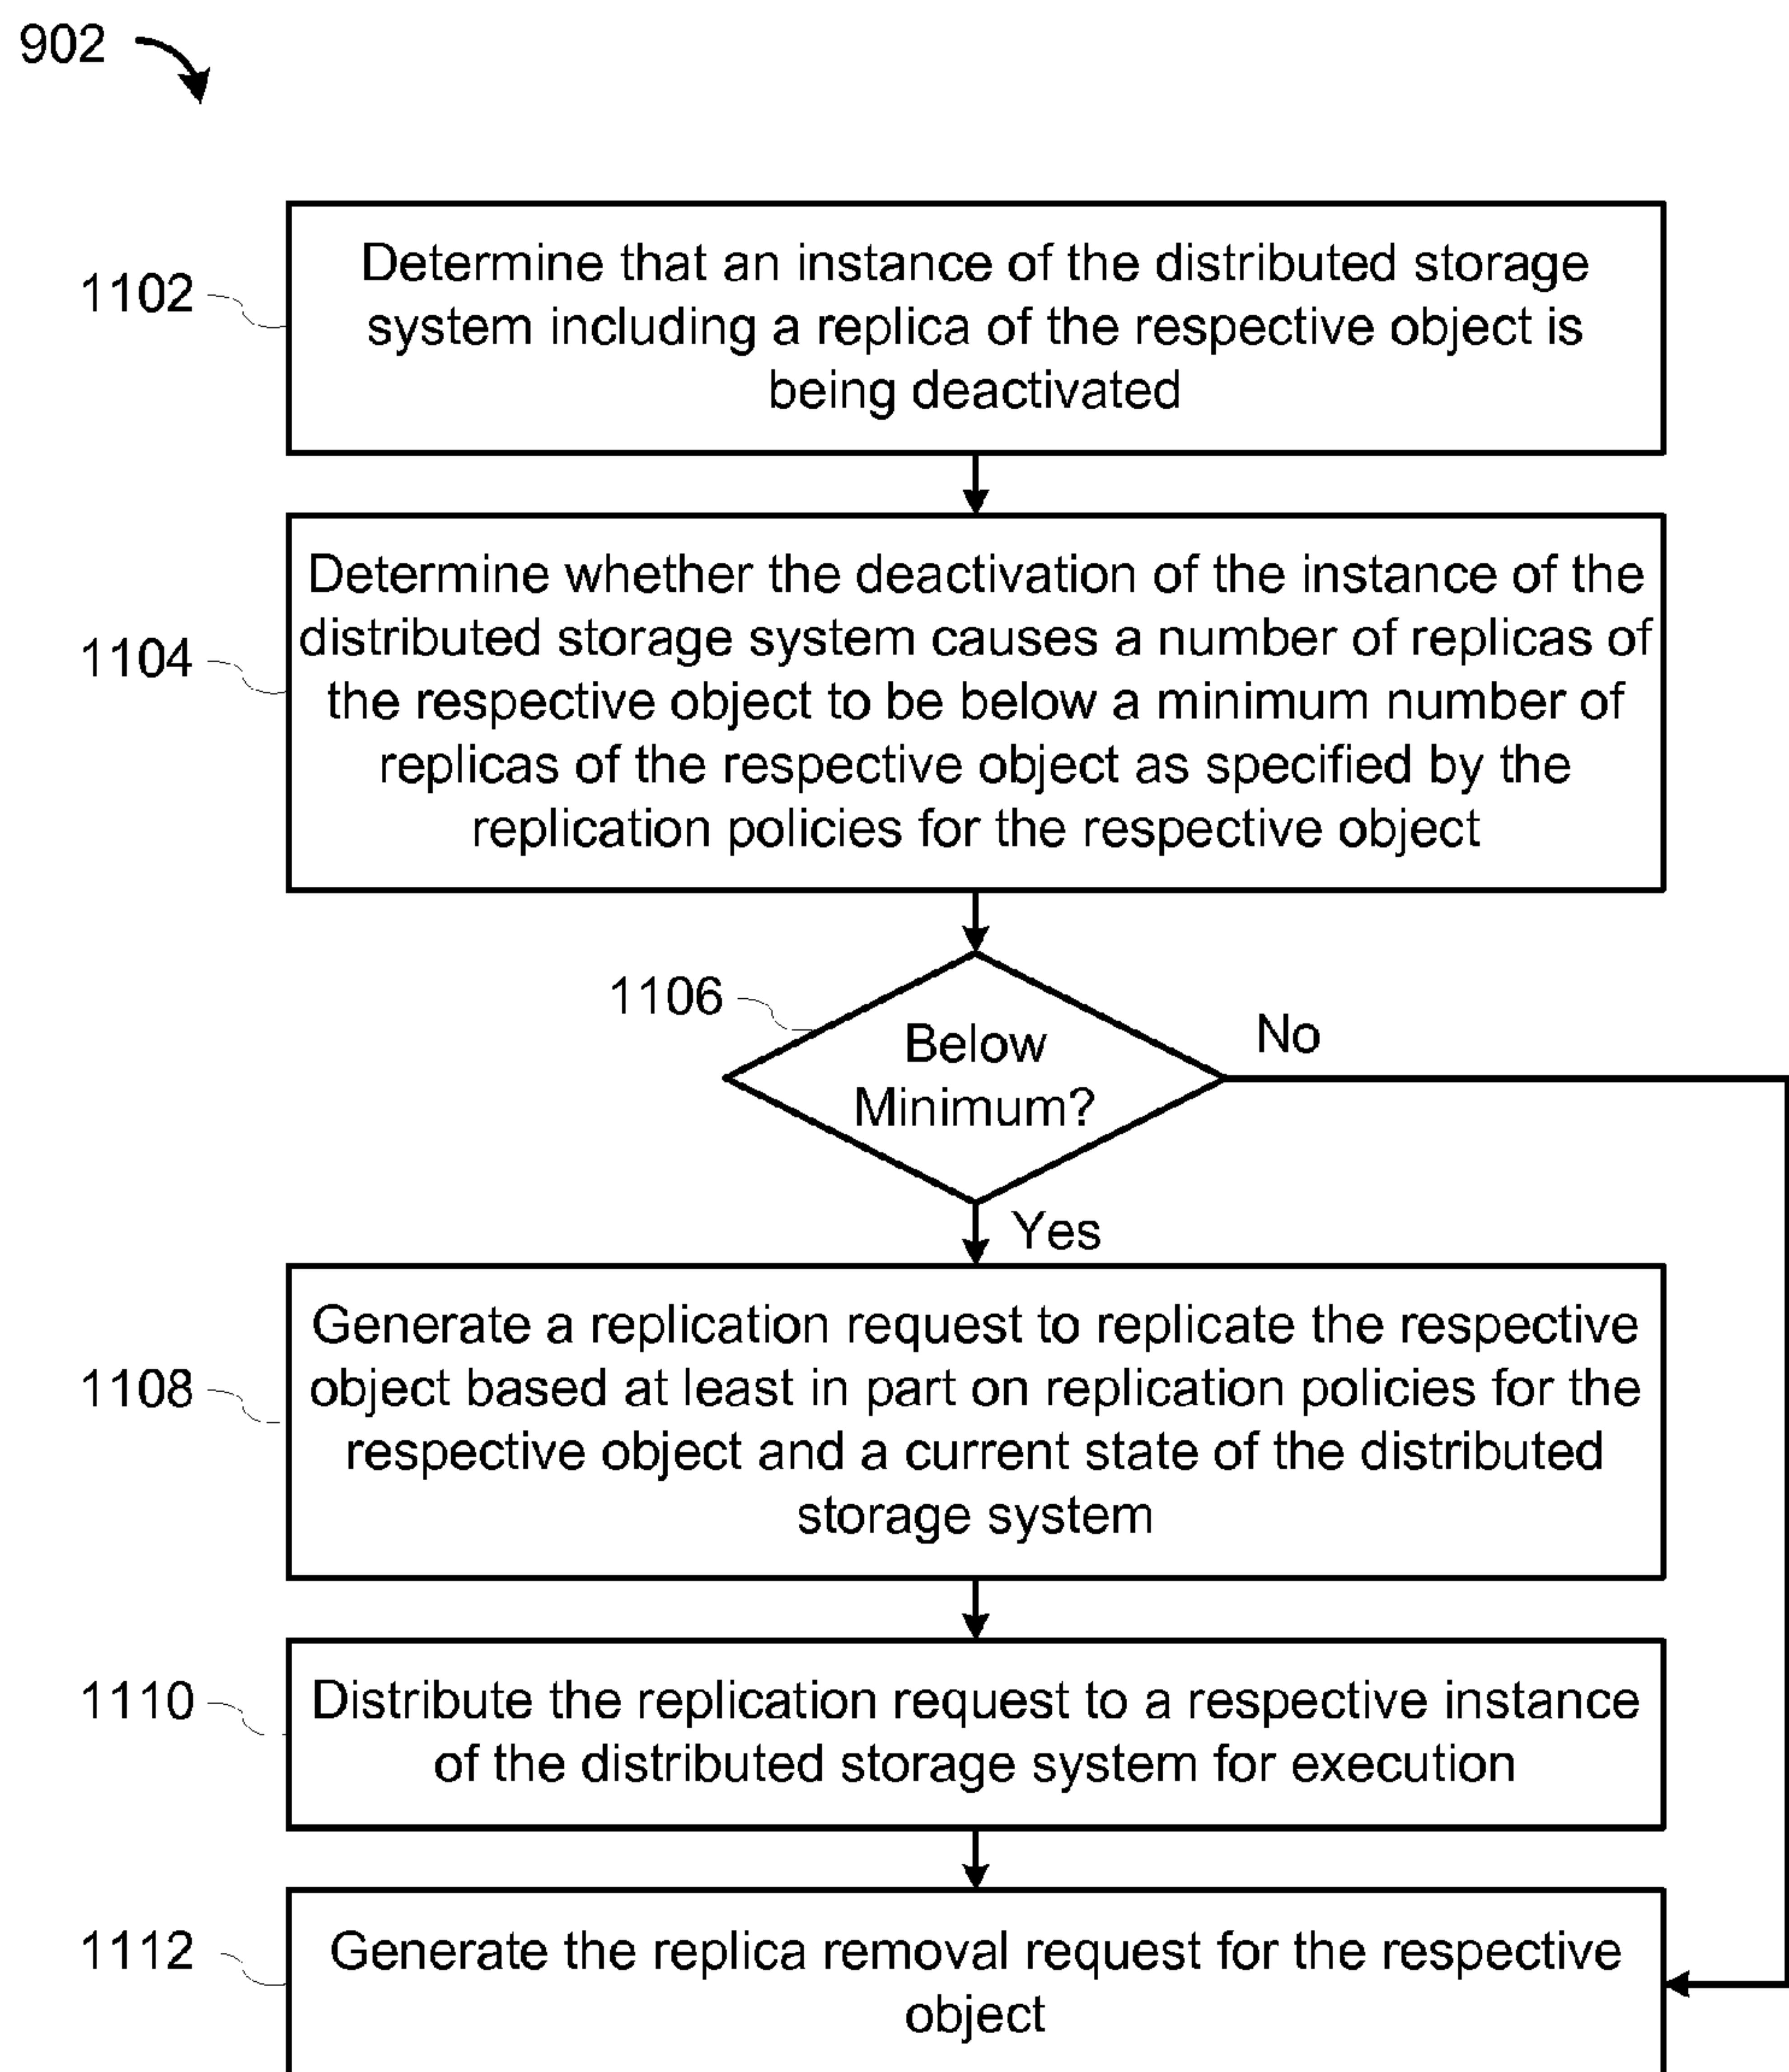 902
1102
Determine that an instance of the distributed storage
system including a replica of the respective object is
being deactivated
1104
Determine whether the deactivation of the instance of the
distributed storage system causes a number of replicas of
the respective object to be below a minimum number of
replicas of the respective object as specified by the
replication policies for the respective object
1106
Below
Minimum?
No
Yes
1108
Generate a replication request to replicate the respective
object based at least in part on replication policies for the
respective object and a current state of the distributed
storage system
1110
Distribute the replication request to a respective instance
of the distributed storage system for execution
1112
Generate the replica removal request for the respective
object